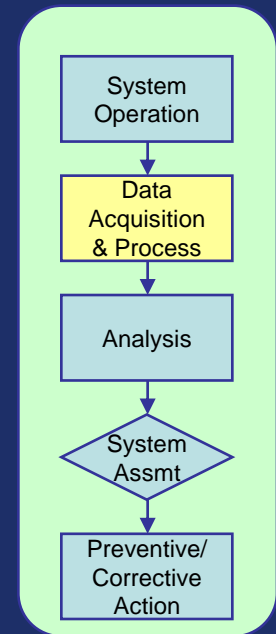 System
Operation
Data
Acquisition
& Process
Analysis
System
Assmt
Preventive/
Corrective
Action